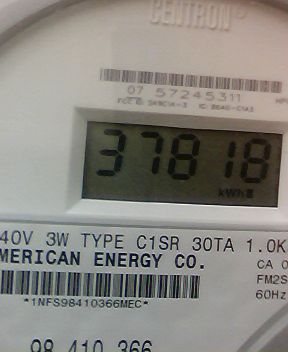 CENTRON®
07 57245311
37818
kWh
40V 3W TYPE C1SR 30TA 1.0K
MERICAN ENERGY CO.
CA 0
FM2S
60Hz
*1NFS98410366MEC*
98 410 366